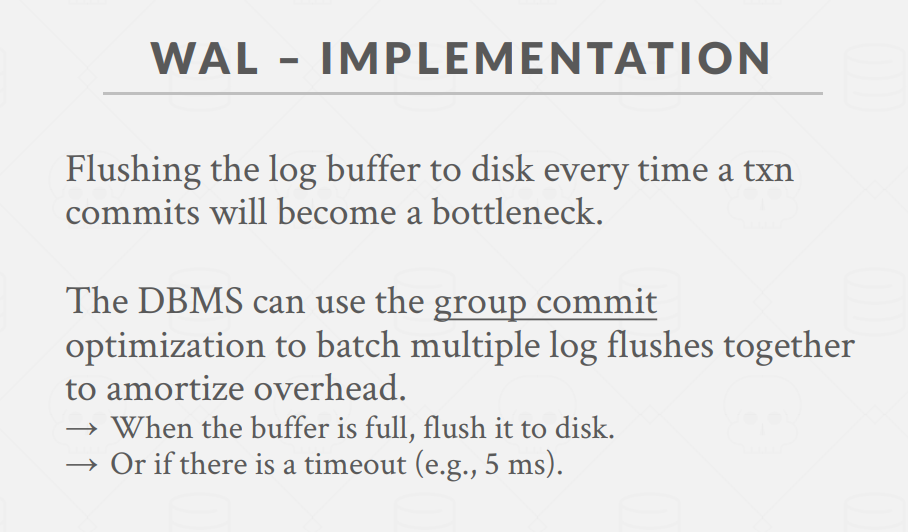 WAL – IMPLEMENTATION
Flushing the log buffer to disk every time a txn
commits will become a bottleneck.
The DBMS can use the group commit
optimization to batch multiple log flushes together
to amortize overhead.
→ When the buffer is full, flush it to disk.
→ Or if there is a timeout (e.g., 5 ms).